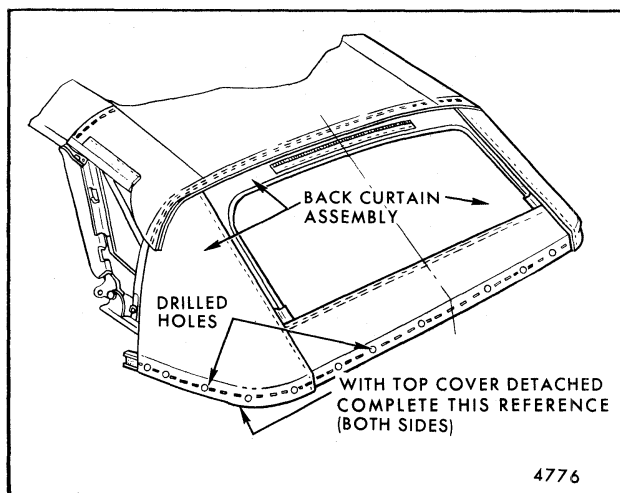 BACK CURTAIN
ASSEMBLY
DRILLED
HOLES
WITH TOP COVER DETACHED
COMPLETE THIS REFERENCE
(BOTH SIDES)
4776